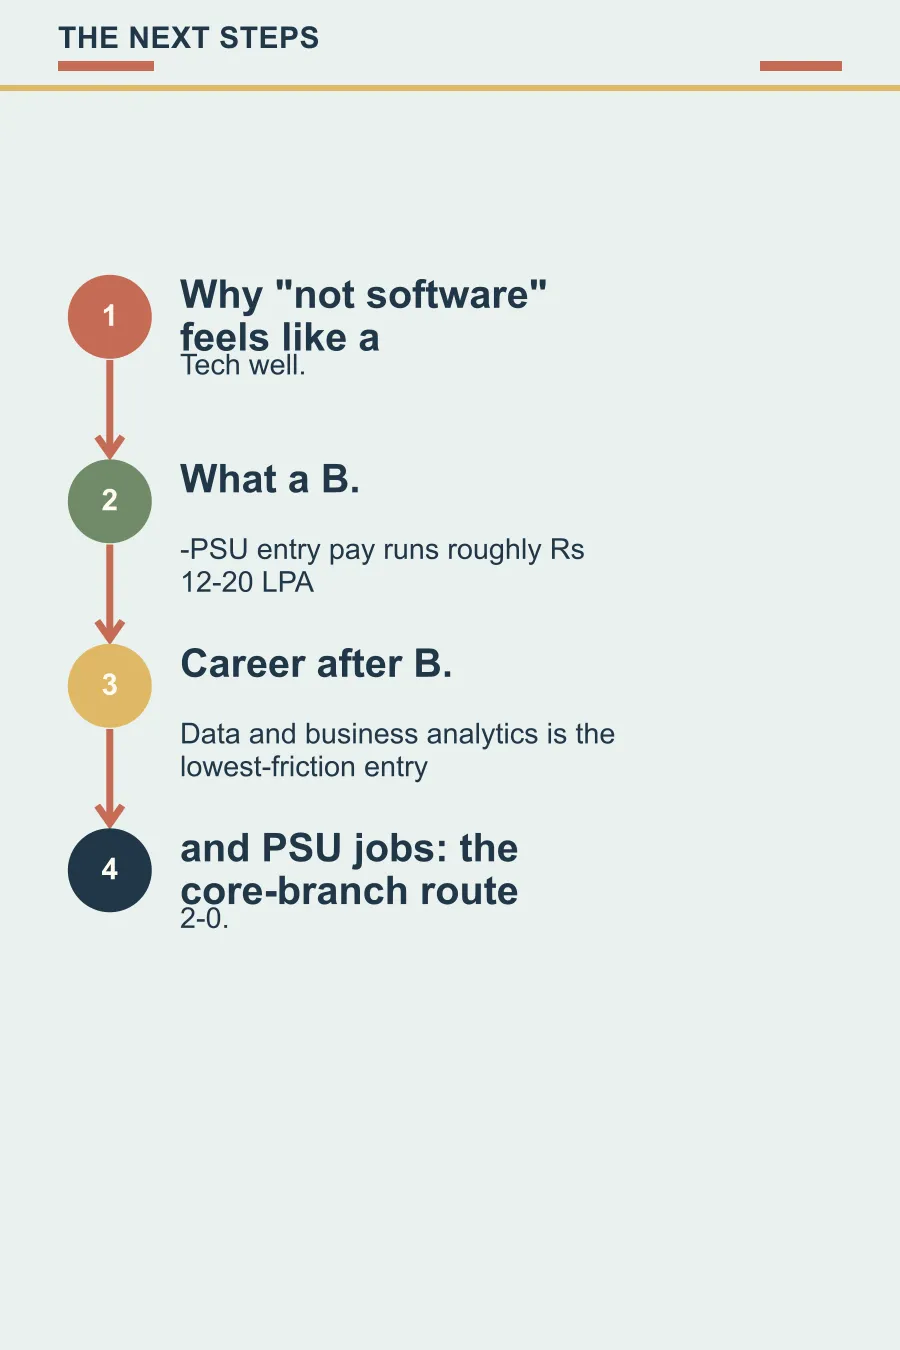 THE NEXT STEPS
1
Why "not software"
feels like a
Tech well.
2
What a B.
-PSU entry pay runs roughly Rs
12-20 LPA
3
Career after B.
Data and business analytics is the
lowest-friction entry
4
and PSU jobs: the
core-branch route
2-0.